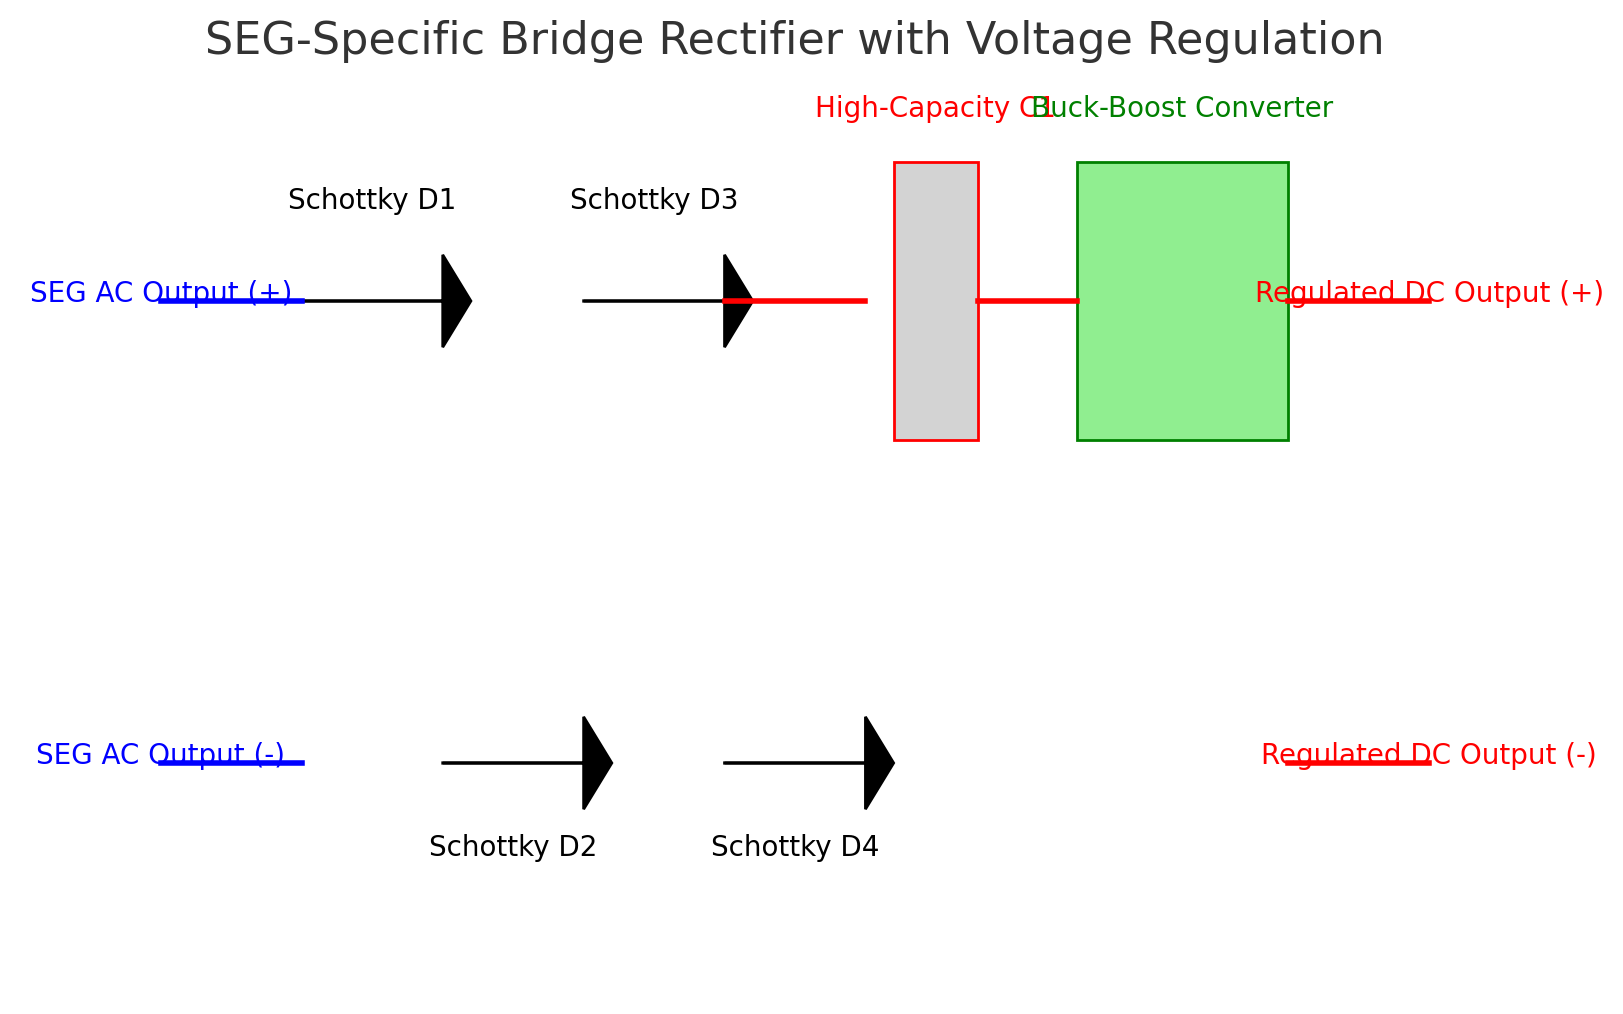 SEG-Specific Bridge Rectifier with Voltage Regulation
High-Capacity C1
Buck-Boost Converter
Schottky D1
Schottky D3
SEG AC Output (+)
Regulated DC Output (+)
SEG AC Output (-)
Regulated DC Output (-)
Schottky D2
Schottky D4